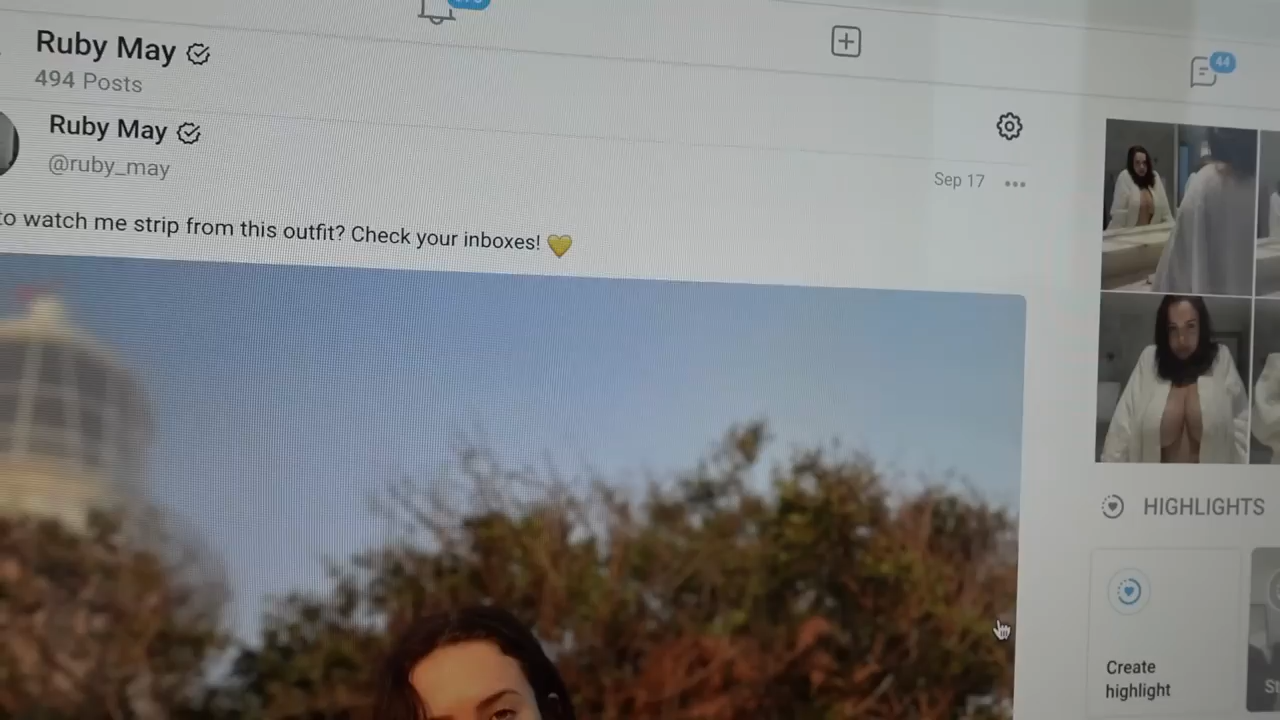 Ruby May
494 Posts
44
Ruby May
@ruby_may
Sep 17
to watch me strip from this outfit? Check your inboxes! 💛
HIGHLIGHTS
Create
highlight